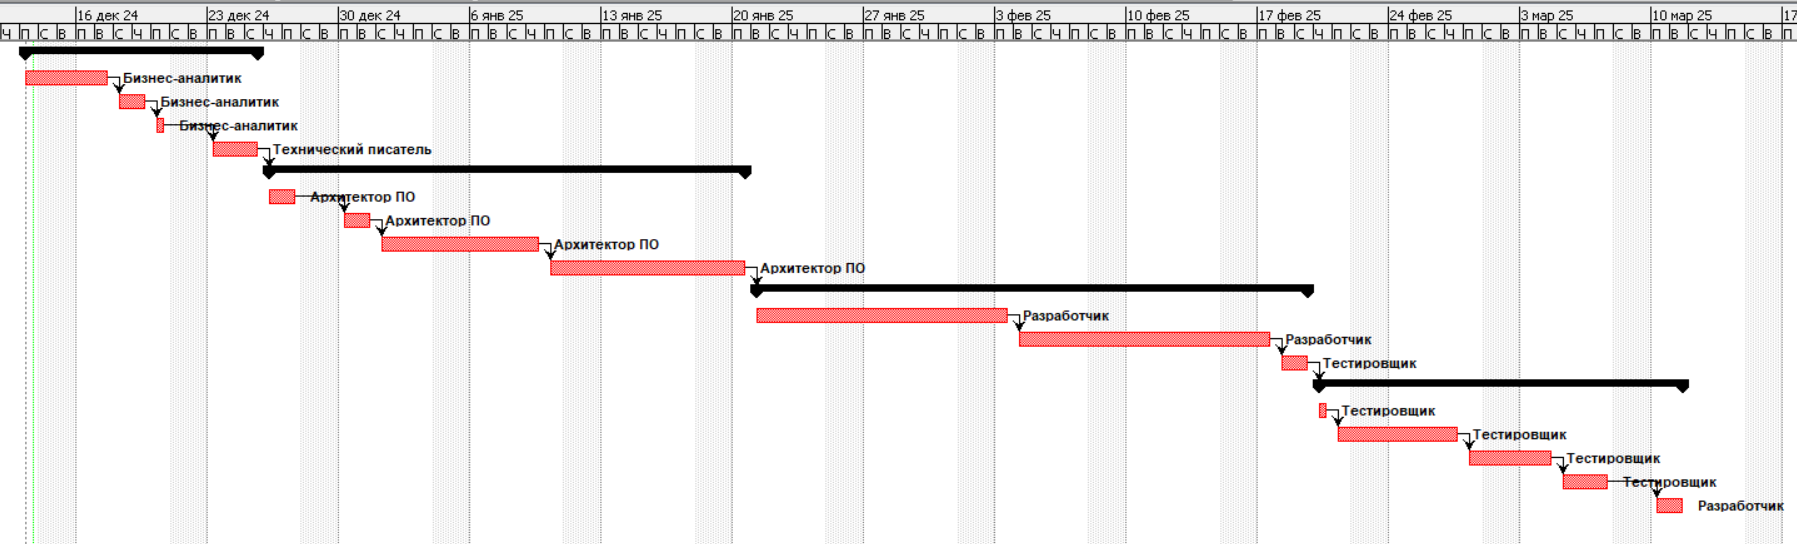 16 дек 24 23 дек 24 30 дек 24 6 янв 25 13 янв 25 20 янв 25 27 янв 25 3 фев 25 10 фев 25 17 фев 25 24 фев 25 3 мар 25 10 мар 25 17
Ч П С В П В С Ч П С В П В С Ч П С В П В С Ч П С В П В С Ч П С В П В С Ч П С В П В С Ч П С В П В С Ч П С В П В С Ч П С В П В С Ч П С В П В С Ч П С В П В С Ч П С В П В С Ч П С В П В С Ч П С В П
Бизнес-аналитик
Бизнес-аналитик
Бизнес-аналитик
Технический писатель
Архитектор ПО
Архитектор ПО
Архитектор ПО
Архитектор ПО
Разработчик
Разработчик
Тестировщик
Тестировщик
Тестировщик
Тестировщик
Тестировщик
Разработчик